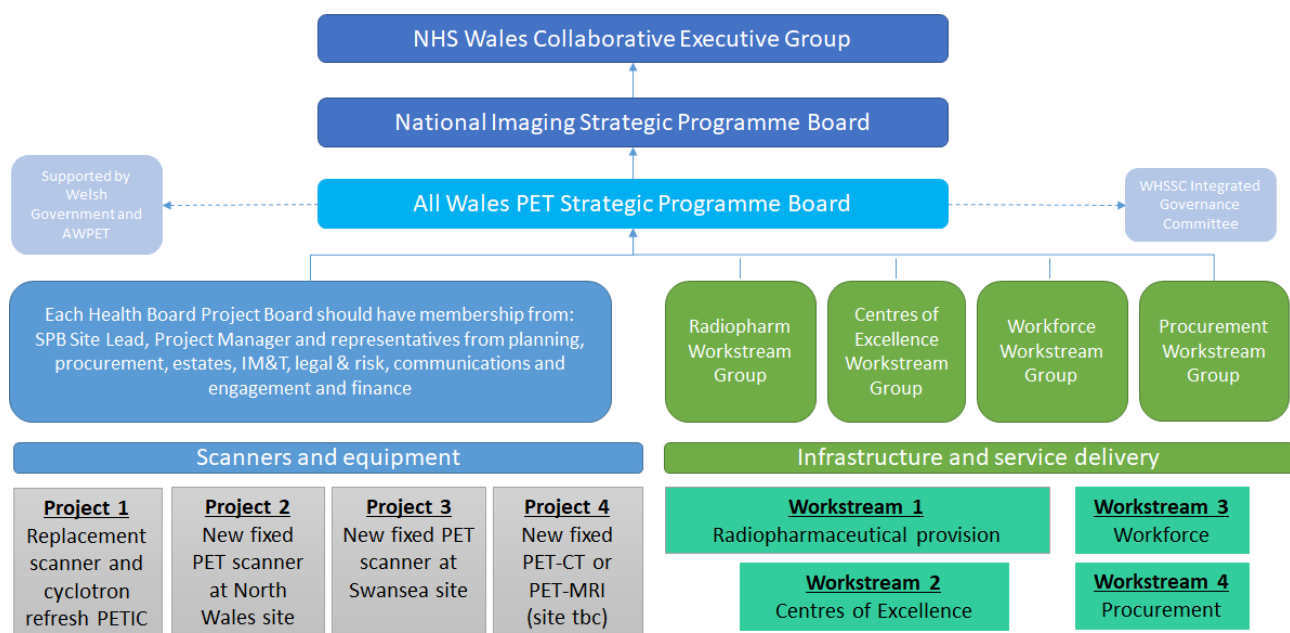 NHS Wales Collaborative Executive Group
National Imaging Strategic Programme Board
Supported by
Welsh
Government and
AWPET
All Wales PET Strategic Programme Board
WHSSC Integrated
Governance
Committee
Each Health Board Project Board should have membership from:
SPB Site Lead, Project Manager and representatives from planning,
procurement, estates, IM&T, legal & risk, communications and
engagement and finance
Radiopharm
Workstream
Group
Centres of
Excellence
Workstream
Group
Workforce
Workstream
Group
Procurement
Workstream
Group
Scanners and equipment
Infrastructure and service delivery
Project 1
Replacement
scanner and
cyclotron
refresh PETIC
Project 2
New fixed
PET scanner
at North
Wales site
Project 3
New fixed PET
scanner at
Swansea site
Project 4
New fixed
PET-CT or
PET-MRI
(site tbc)
Workstream 1
Radiopharmaceutical provision
Workstream 2
Centres of Excellence
Workstream 3
Workforce
Workstream 4
Procurement